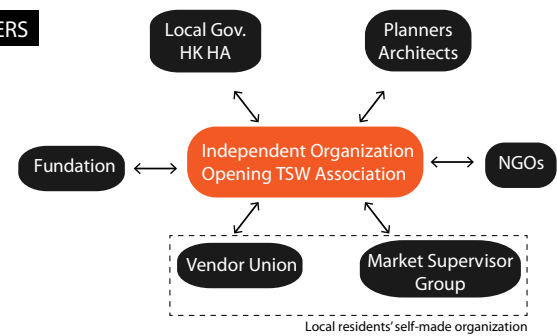 ERS
Local Gov.
HK HA
Planners
Architects
Fundation
Independent Organization
Opening TSW Association
NGOs
Vendor Union
Market Supervisor
Group
Local residents' self-made organization